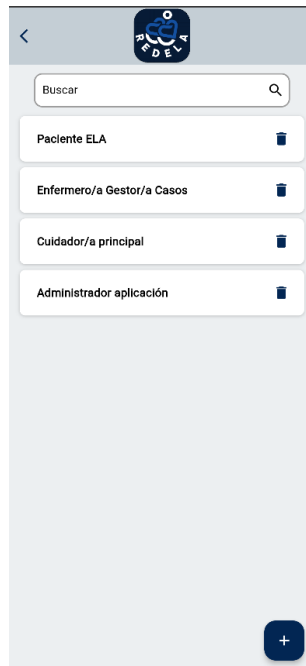 REDELA
Buscar
Paciente ELA
Enfermero/a Gestor/a Casos
Cuidador/a principal
Administrador aplicación
+